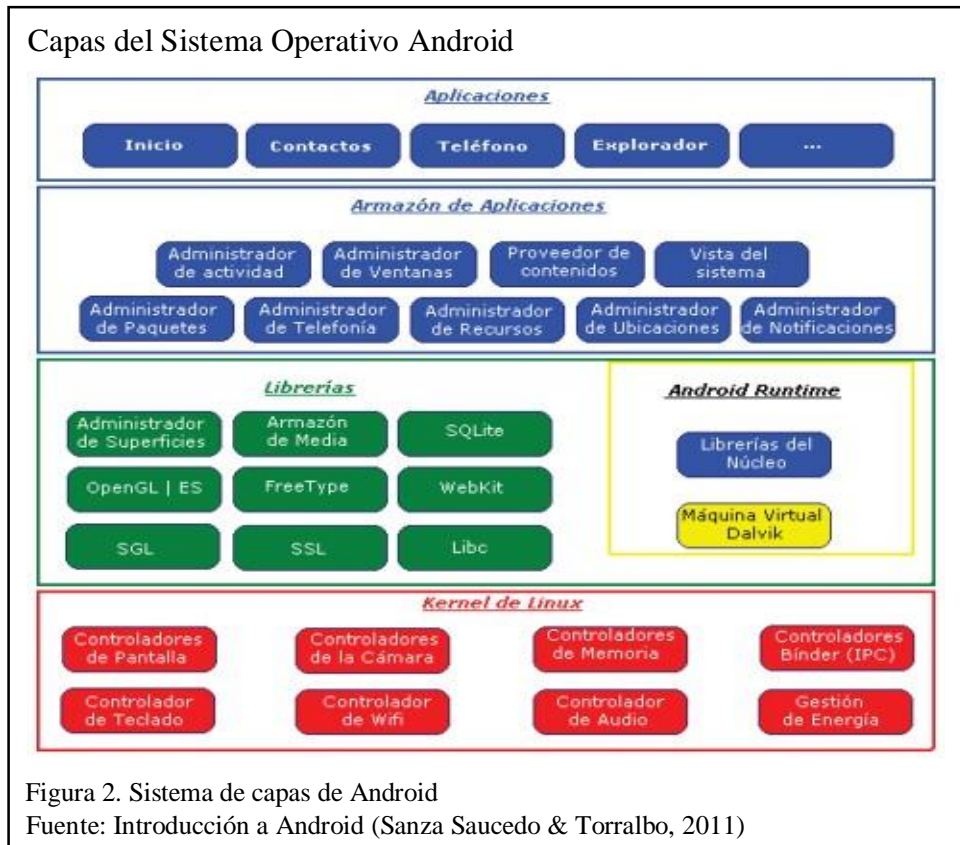 Capas del Sistema Operativo Android
Aplicaciones
Inicio
Contactos
Teléfono
Explorador
...
Armazón de Aplicaciones
Administrador
de actividad
Administrador
de Ventanas
Proveedor de
contenidos
Vista del
sistema
Administrador
de Paquetes
Administrador
de Telefonía
Administrador
de Recursos
Administrador
de Ubicaciones
Administrador
de Notificaciones
Librerías
Administrador
de Superficies
Armazón
de Media
SQLite
OpenGL | ES
FreeType
WebKit
SGL
SSL
Libc
Android Runtime
Librerías del
Núcleo
Máquina Virtual
Dalvik
Kernel de Linux
Controladores
de Pantalla
Controladores
de la Cámara
Controladores
de Memoria
Controladores
Binder (IPC)
Controlador
de Teclado
Controlador
de Wifi
Controlador
de Audio
Gestión
de Energía
Figura 2. Sistema de capas de Android
Fuente: Introducción a Android (Sanza Saucedo & Torralbo, 2011)